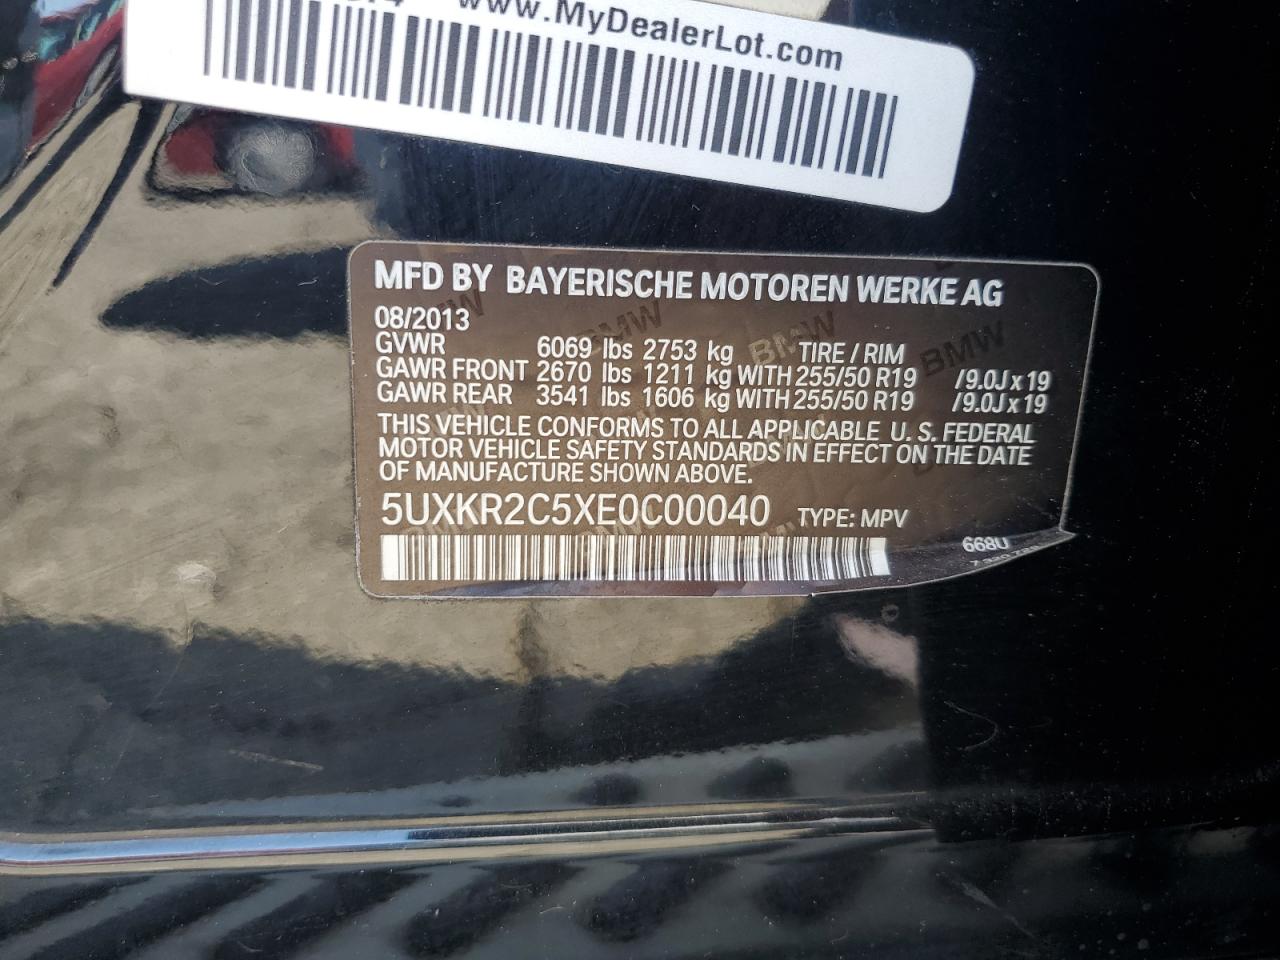 www.MyDealerLot.com
MFD BY BAYERISCHE MOTOREN WERKE AG
08/2013
GVWR 6069 lbs 2753 kg TIRE / RIM
GAWR FRONT 2670 lbs 1211 kg WITH 255/50 R19 /9.0J x 19
GAWR REAR 3541 lbs 1606 kg WITH 255/50 R19 /9.0J x 19
THIS VEHICLE CONFORMS TO ALL APPLICABLE U. S. FEDERAL
MOTOR VEHICLE SAFETY STANDARDS IN EFFECT ON THE DATE
OF MANUFACTURE SHOWN ABOVE.
5UXKR2C5XE0C00040 TYPE: MPV
668U